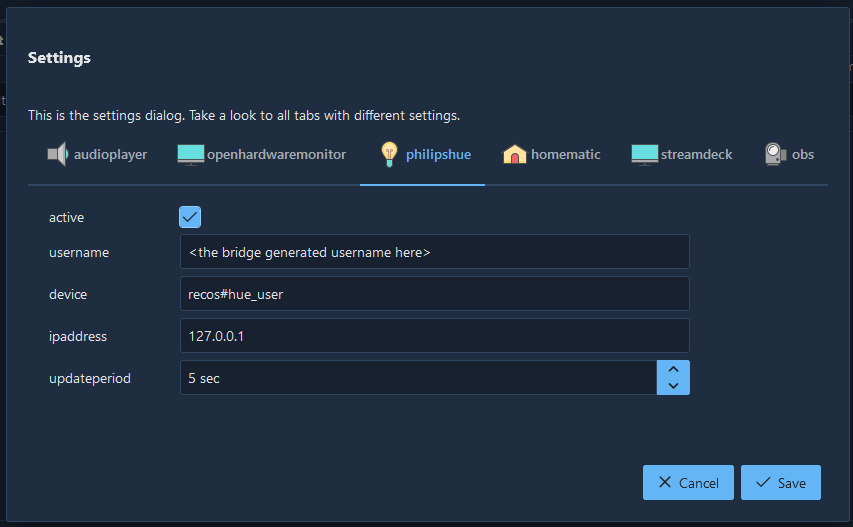 Settings
This is the settings dialog. Take a look to all tabs with different settings.
audioplayer openhardwaremonitor philipshue homematic streamdeck obs
active
username <the bridge generated username here>
device recos#hue_user
ipaddress 127.0.0.1
updateperiod 5 sec
Cancel Save